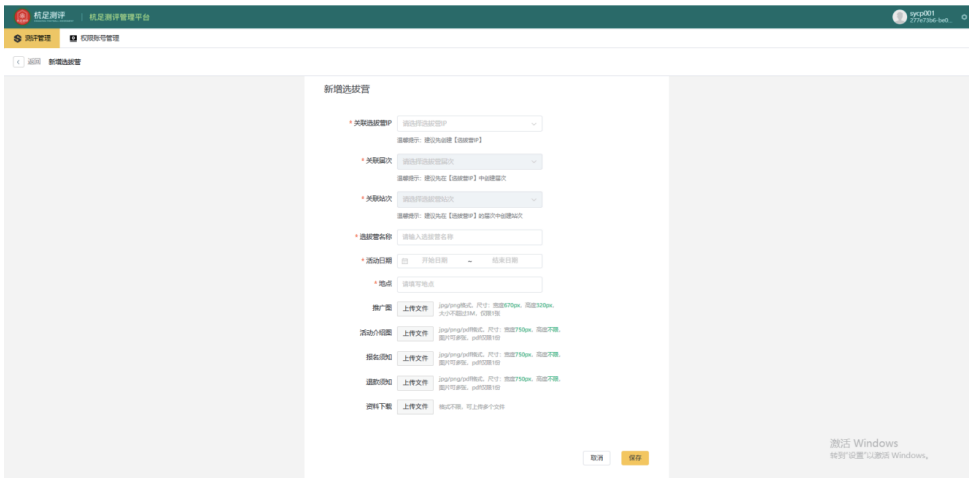 杭足测评 | 杭足测评管理平台
sycp001
277e73b6-be0...
测评管理 权限账号管理
返回 新增选拔营
新增选拔营
* 关联选拔营IP 请选择选拔营IP
温馨提示：建议先创建【选拔营IP】
* 关联层次 请选择选拔营层次
温馨提示：建议先在【选拔营IP】中创建层次
* 关联站次 请选择选拔营站次
温馨提示：建议先在【选拔营IP】的层次中创建站次
* 选拔营名称 请输入选拔营名称
* 活动日期 开始日期 ~ 结束日期
* 地点 请填写地点
推广图 上传文件 jpg/png格式，尺寸：宽度670px，高度320px，
大小不超过3M，仅限1张
活动介绍图 上传文件 jpg/png/pdf格式，尺寸：宽度750px，高度不限，
图片可多张，pdf仅限1份
报名须知 上传文件 jpg/png/pdf格式，尺寸：宽度750px，高度不限，
图片可多张，pdf仅限1份
退款须知 上传文件 jpg/png/pdf格式，尺寸：宽度750px，高度不限，
图片可多张，pdf仅限1份
资料下载 上传文件 格式不限，可上传多个文件
取消 保存
激活 Windows
转到"设置"以激活 Windows。